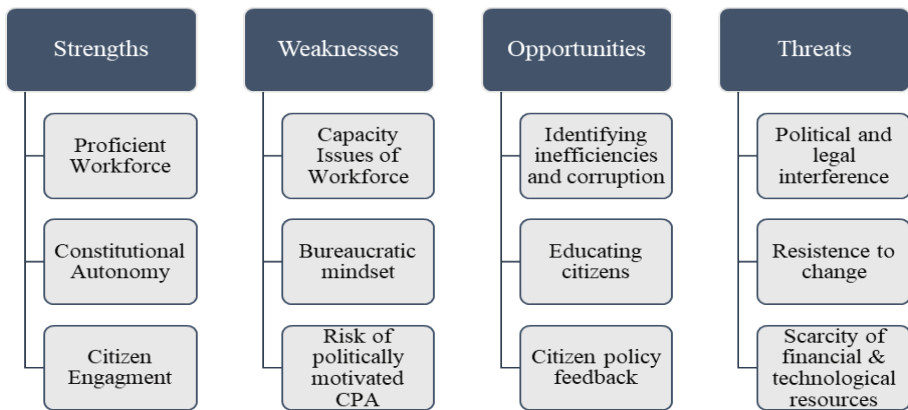 Strengths
Proficient
Workforce
Constitutional
Autonomy
Citizen
Engagment
Weaknesses
Capacity
Issues of
Workforce
Bureaucratic
mindset
Risk of
politically
motivated
CPA
Opportunities
Identifying
inefficiencies
and corruption
Educating
citizens
Citizen policy
feedback
Threats
Political and
legal
interference
Resistence to
change
Scarcity of
financial &
technological
resources